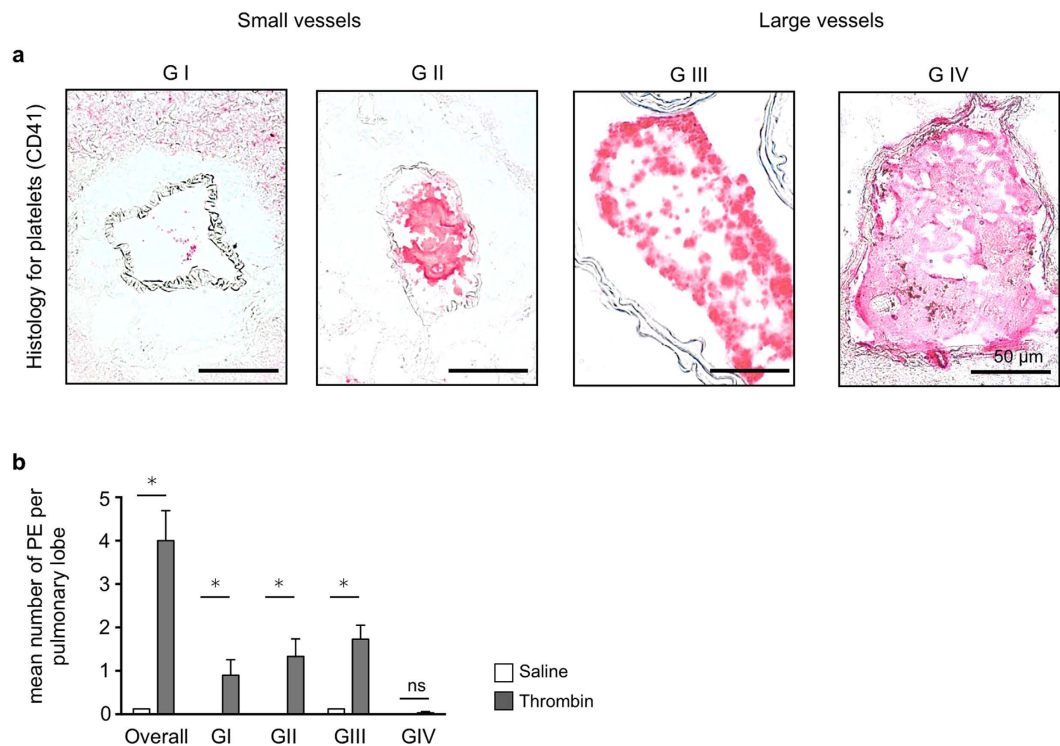 Small vessels Large vessels
a
G I G II G III G IV
Histology for platelets (CD41)
50 µm
b
mean number of PE per
pulmonary lobe
5
4
3
2
1
0
* * * * ns
Overall GI GII GIII GIV
Saline
Thrombin